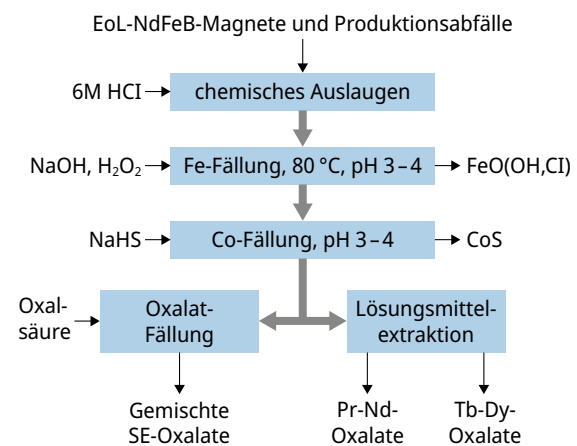 EoL-NdFeB-Magnete und Produktionsabfälle
6M HCl
chemisches Auslaugen
NaOH, H₂O₂
Fe-Fällung, 80 °C, pH 3 – 4
FeO(OH,Cl)
NaHS
Co-Fällung, pH 3 – 4
CoS
Oxal-
säure
Oxalat-
Fällung
Lösungsmittel-
extraktion
Gemischte
SE-Oxalate
Pr-Nd-
Oxalate
Tb-Dy-
Oxalate